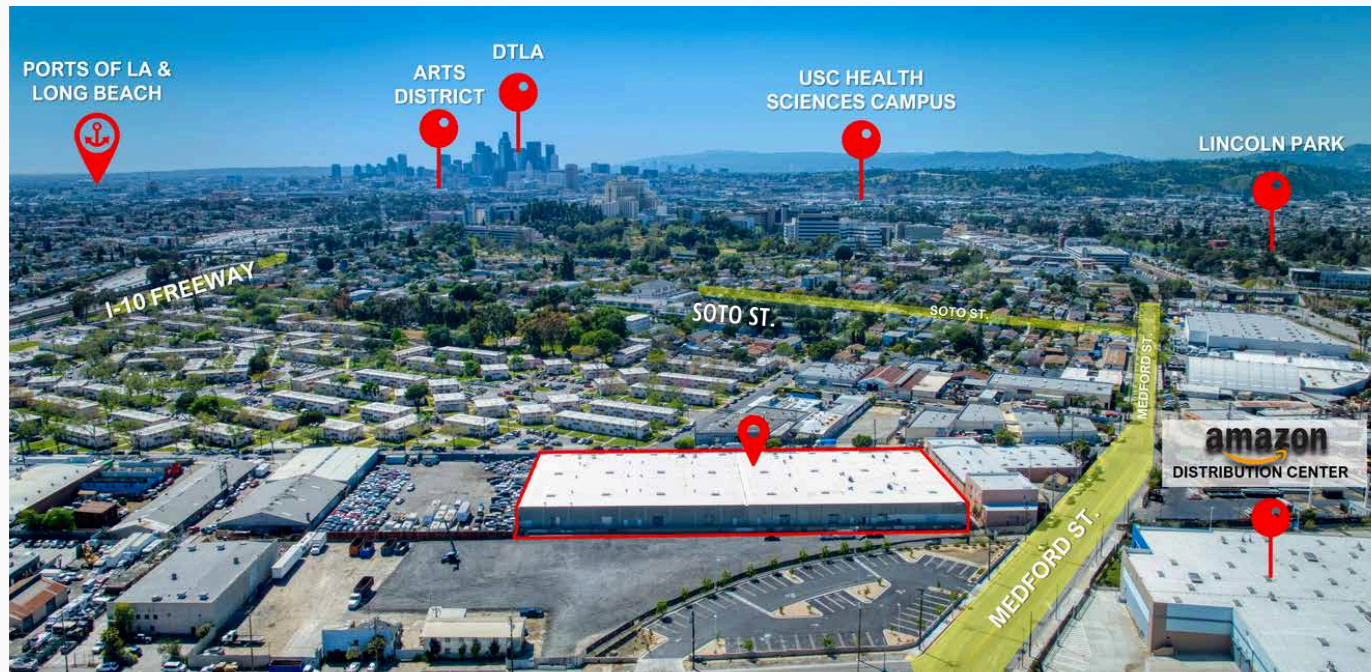 PORTS OF LA &
LONG BEACH
ARTS
DISTRICT
DTLA
USC HEALTH
SCIENCES CAMPUS
LINCOLN PARK
I-10 FREEWAY
SOTO ST.
SOTO ST.
MEDFORD ST.
amazon
DISTRIBUTION CENTER
MEDFORD ST.